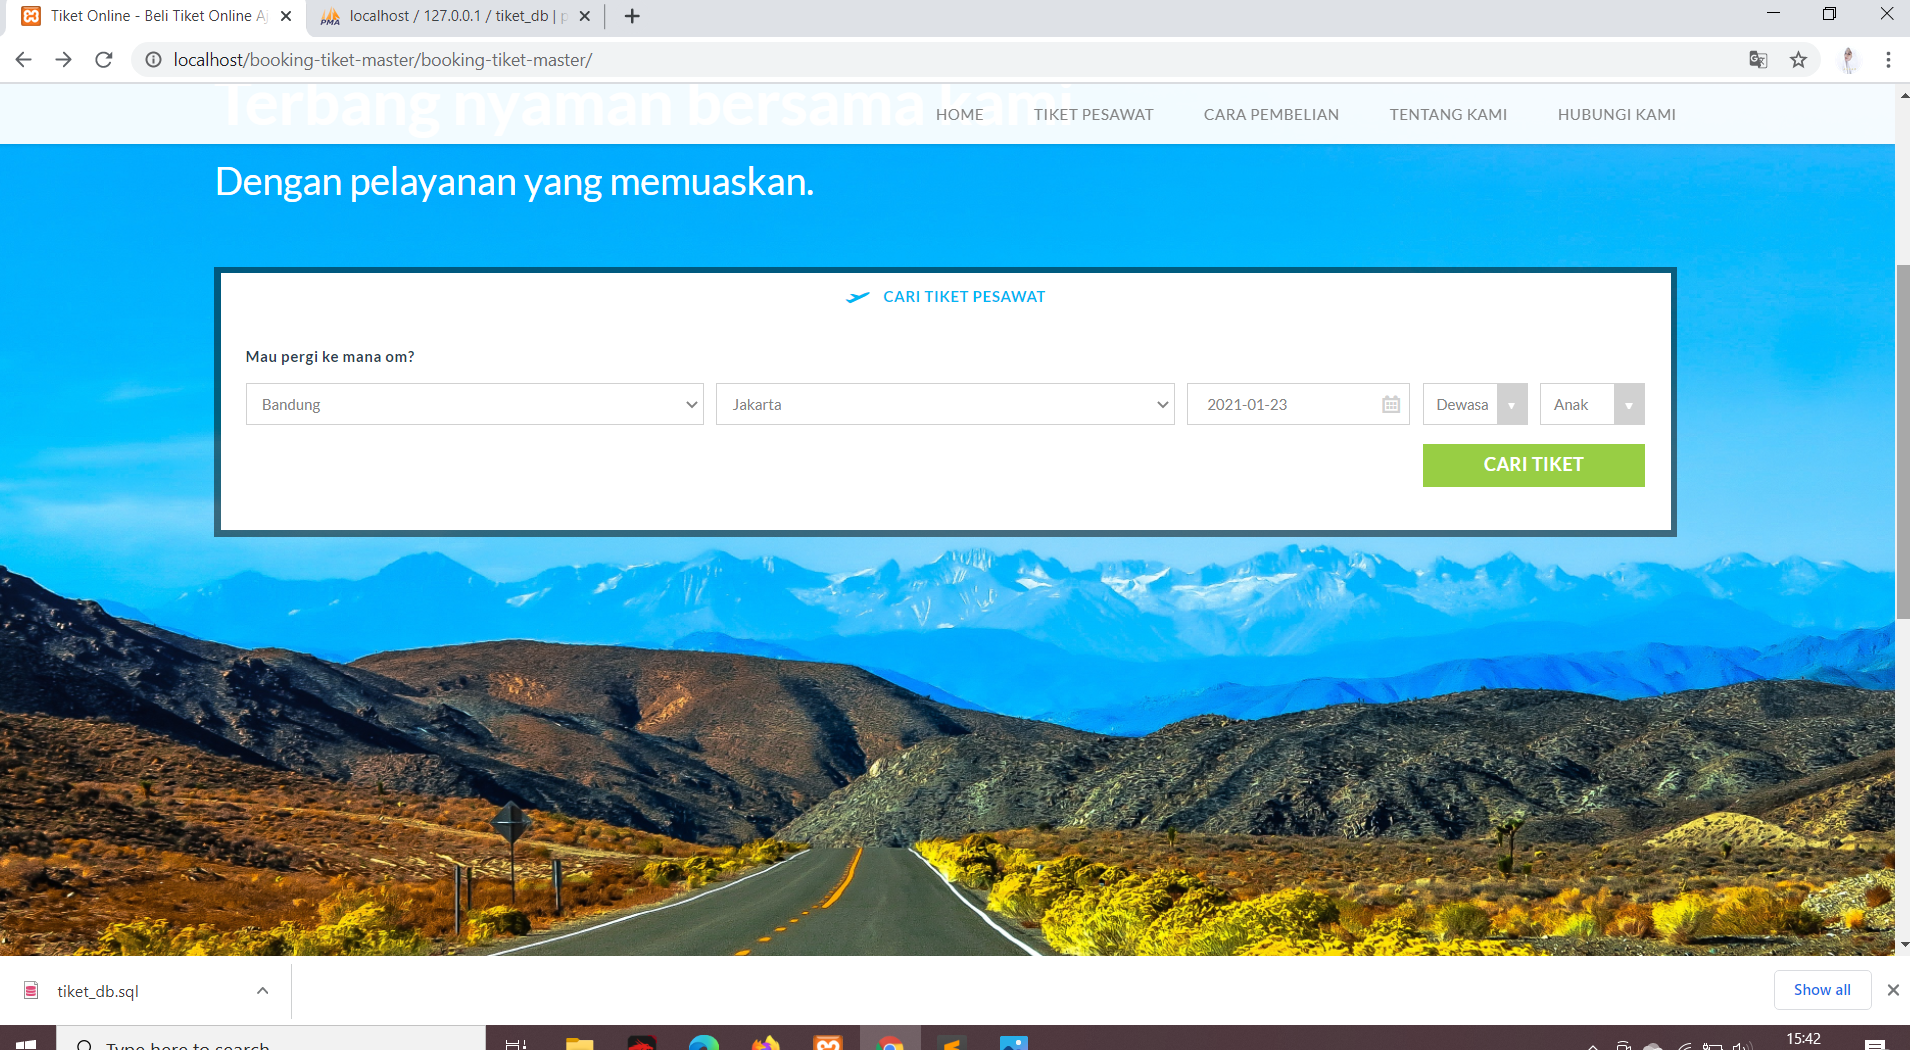 Tiket Online - Beli Tiket Online Aj
localhost / 127.0.0.1 / tiket_db | p
localhost/booking-tiket-master/booking-tiket-master/
Terbang nyaman bersama kami
HOME TIKET PESAWAT CARA PEMBELIAN TENTANG KAMI HUBUNGI KAMI
Dengan pelayanan yang memuaskan.
CARI TIKET PESAWAT
Mau pergi ke mana om?
Bandung Jakarta 2021-01-23 Dewasa Anak
CARI TIKET
tiket_db.sql
Show all
Type here to search
15:42